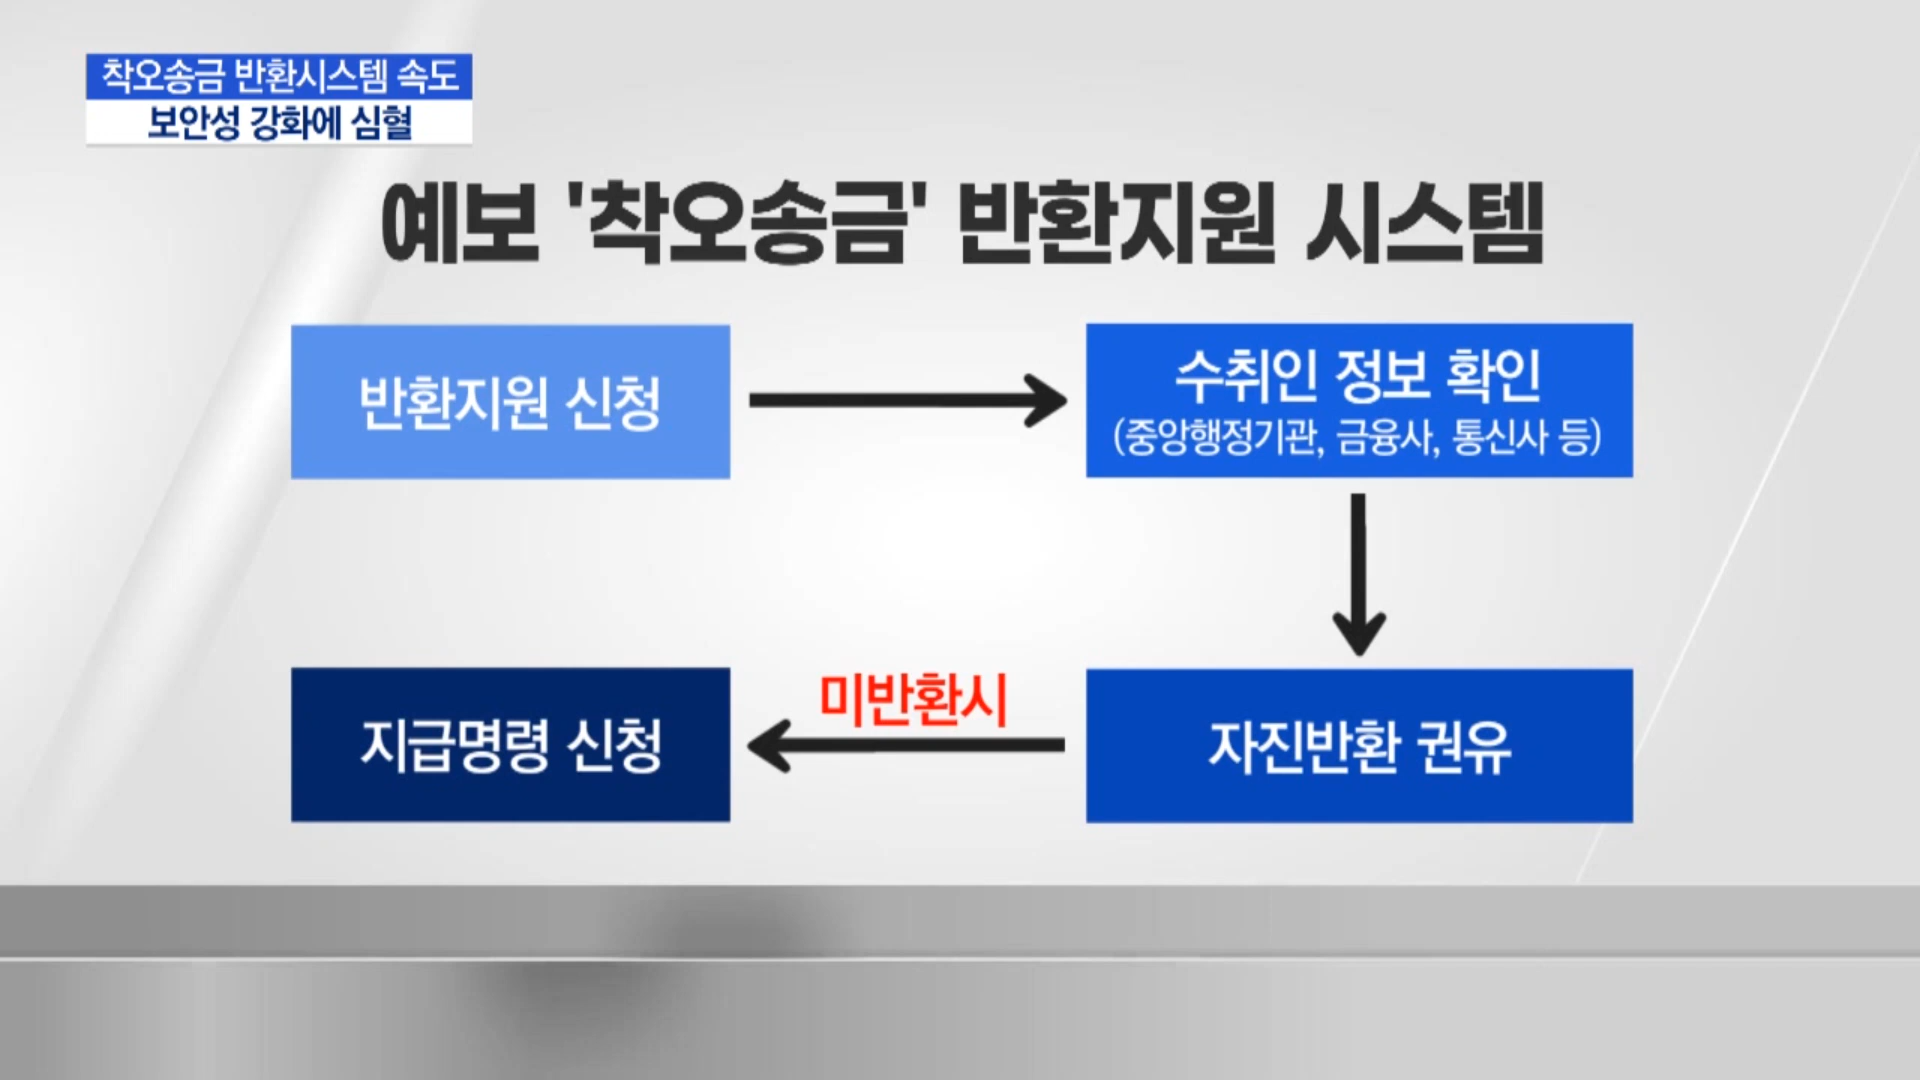 착오송금 반환시스템 속도
보안성 강화에 심혈
예보 '착오송금' 반환지원 시스템
반환지원 신청
수취인 정보 확인
(중앙행정기관, 금융사, 통신사 등)
자진반환 권유
미반환시
지급명령 신청